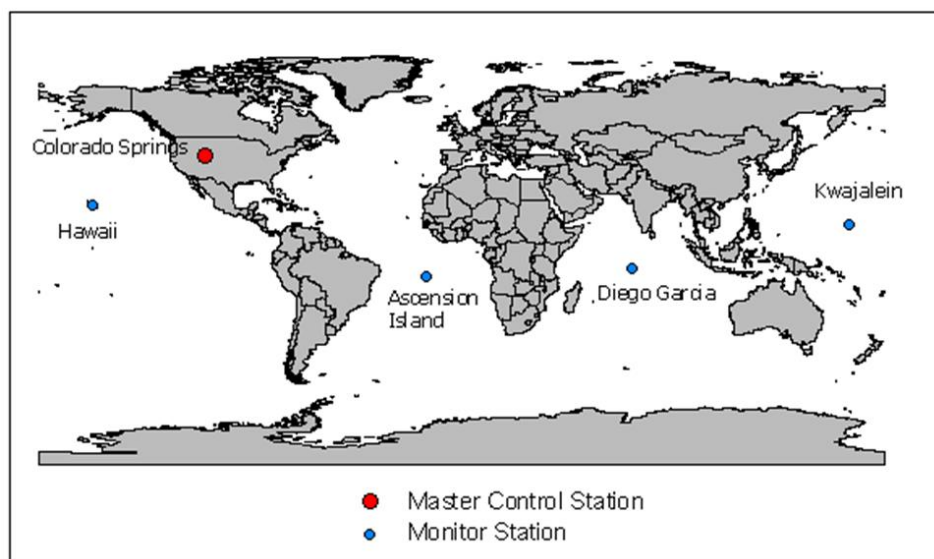 Colorado Springs
Kwajalein
Hawaii
Diego Garcia
Ascension
Island
Master Control Station
Monitor Station